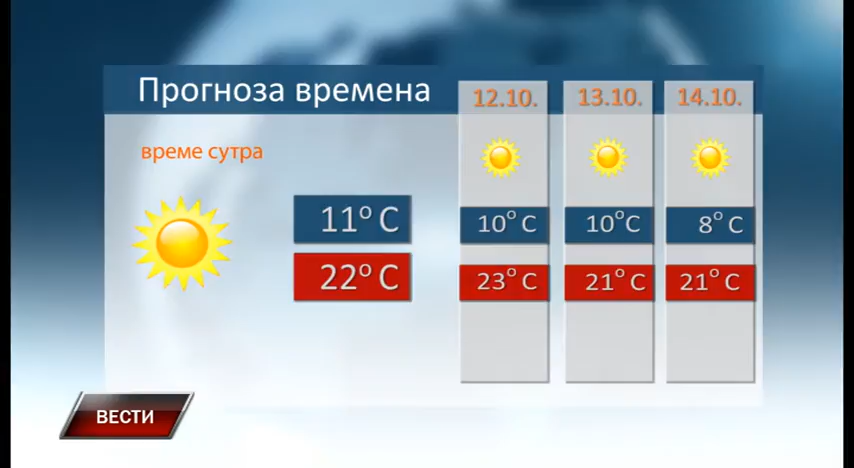 Прогноза времена
време сутра
11° C
22° C
12.10.
10° C
23° C
13.10.
10°C
21° C
14.10.
8° C
21° C
ВЕСТИ